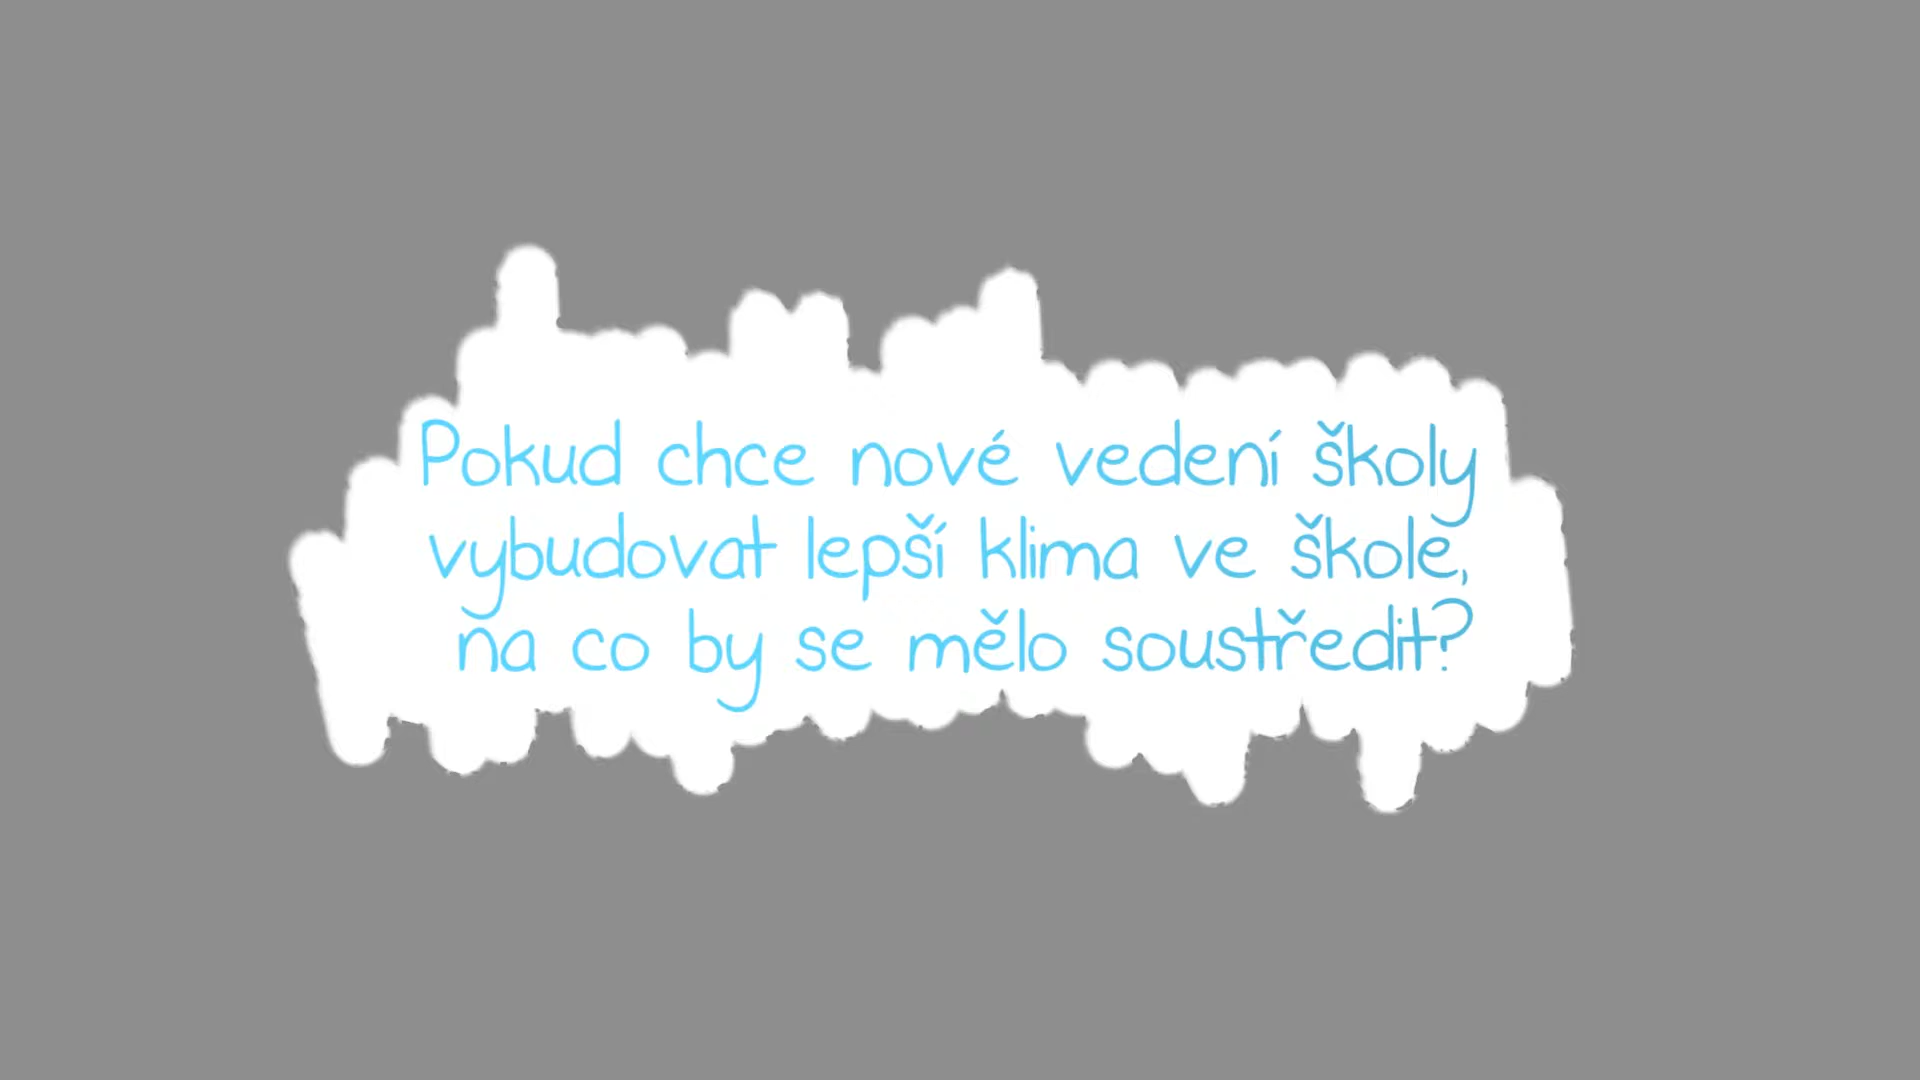 Pokud chce nové vedení školy
vybudovat lepší klima ve škole,
na co by se mělo soustředit?